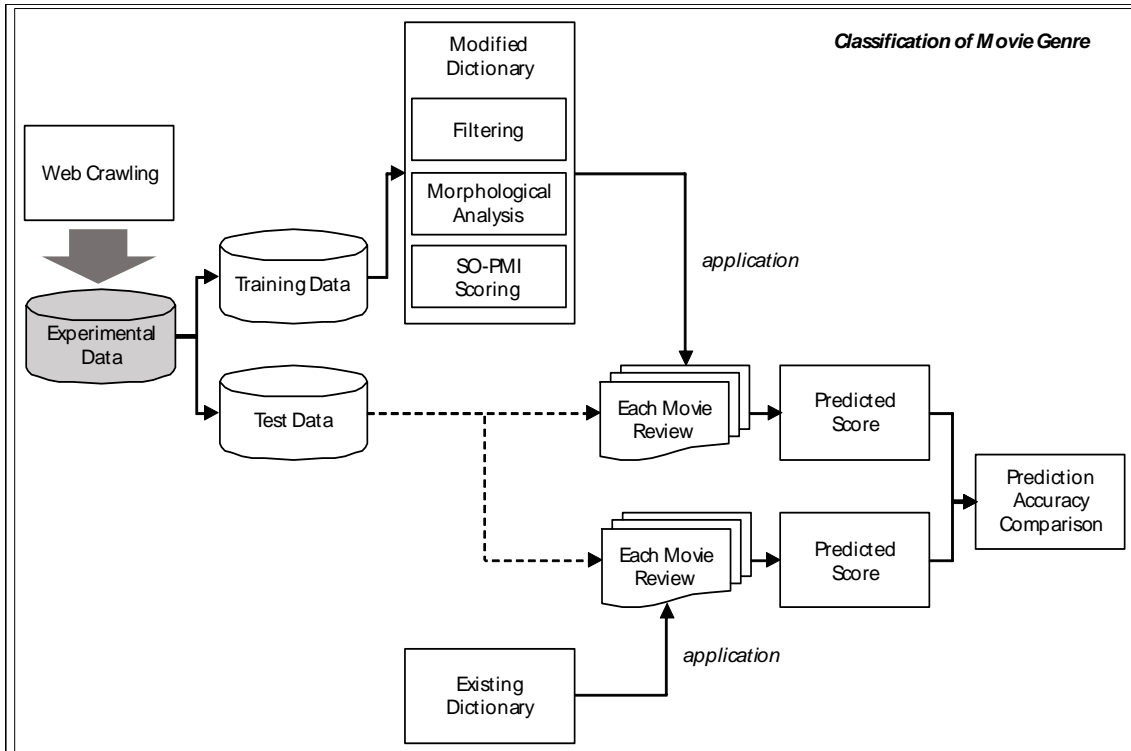 Classification of Movie Genre
Modified
Dictionary
Filtering
Morphological
Analysis
SO-PMI
Scoring
Web Crawling
Experimental
Data
Training Data
Test Data
application
Each Movie
Review
Predicted
Score
Prediction
Accuracy
Comparison
Each Movie
Review
Predicted
Score
application
Existing
Dictionary